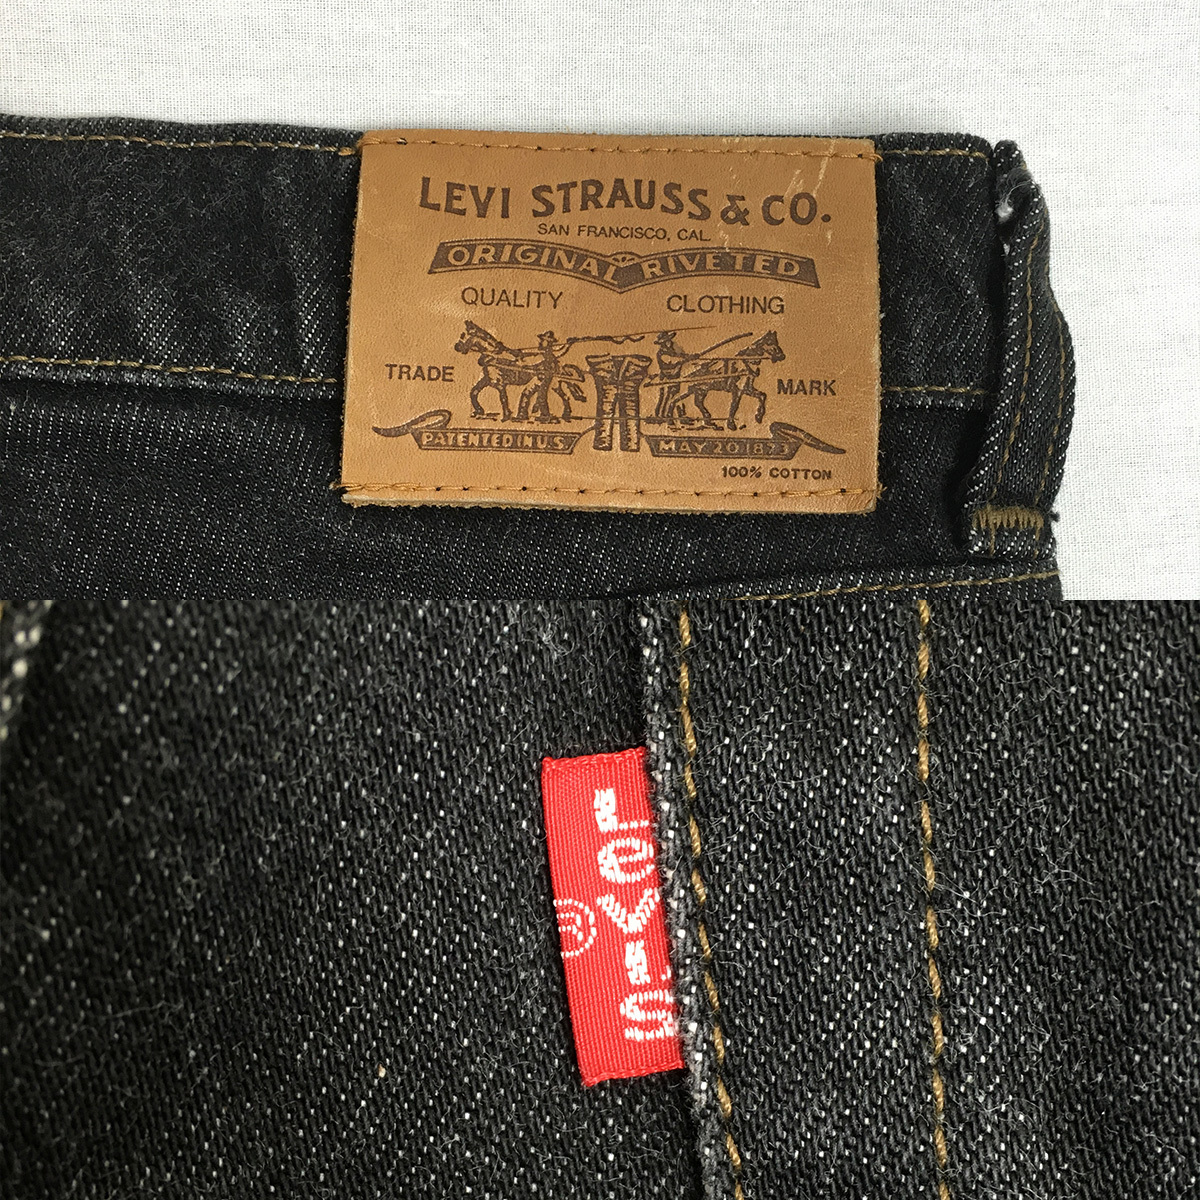 LEVI STRAUSS & CO.
SAN FRANCISCO, CAL
ORIGINAL RIVETED
QUALITY CLOTHING
TRADE MARK
PATENTED IN U.S. MAY 20 1873
100% COTTON
Levi's
®